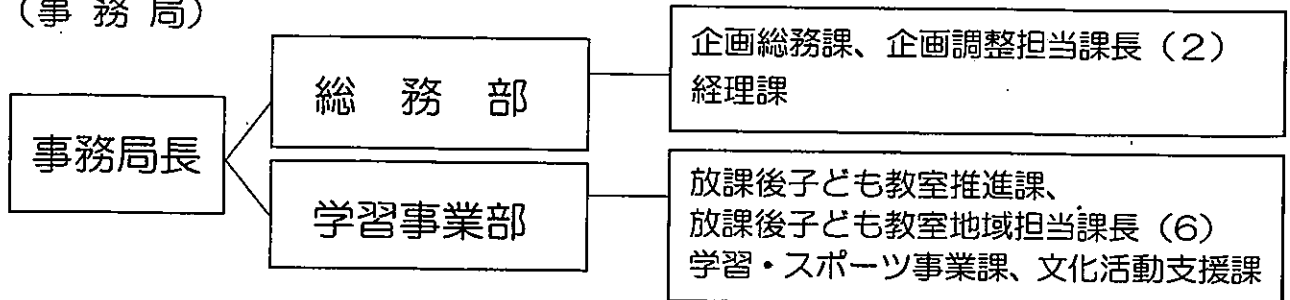 （事 務 局）
事務局長
総 務 部
企画総務課、企画調整担当課長（2）
経理課
学習事業部
放課後子ども教室推進課、
放課後子ども教室地域担当課長（6）
学習・スポーツ事業課、文化活動支援課